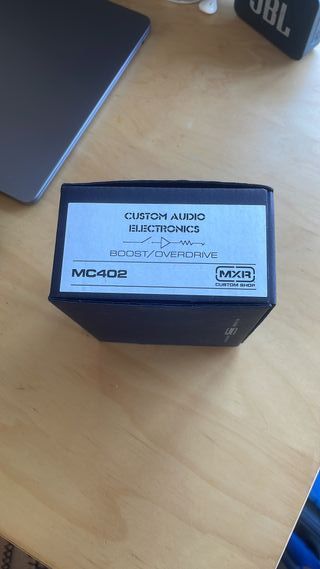 JBL
CUSTOM AUDIO
ELECTRONICS
BOOST/OVERDRIVE
MC402
MXR
CUSTOM SHOP